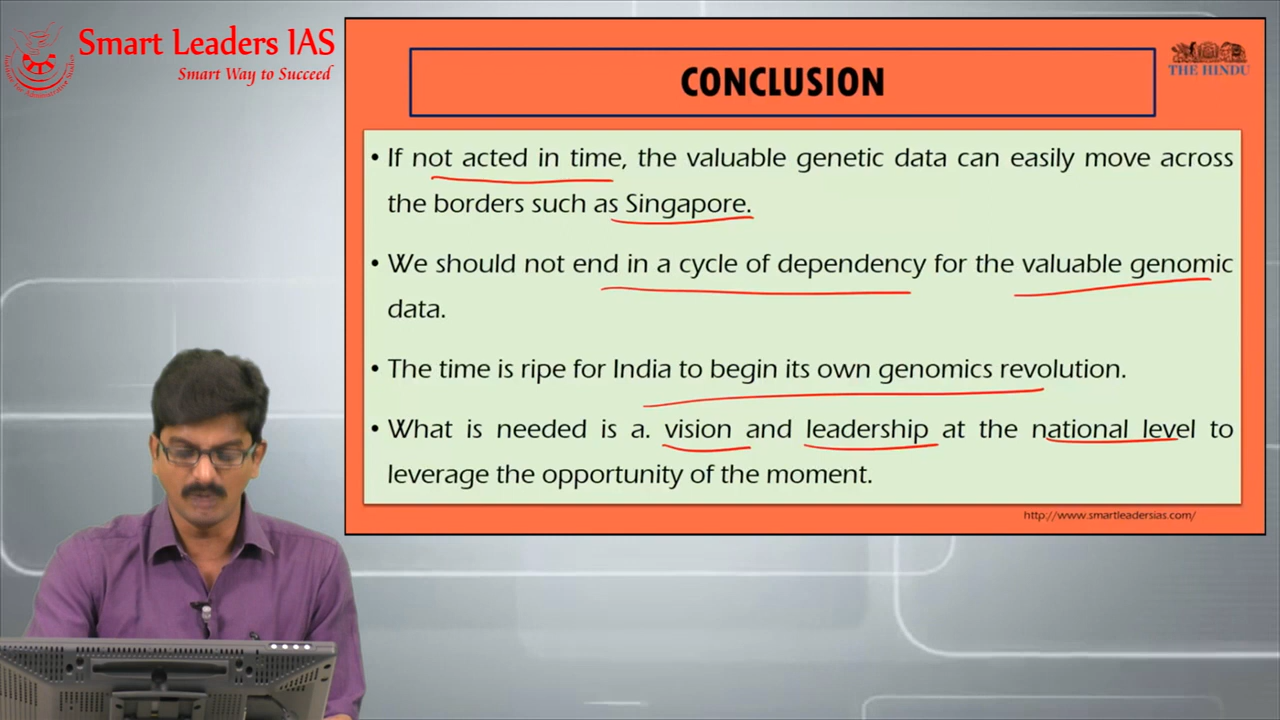 Smart Leaders IAS
Smart Way to Succeed
CONCLUSION
THE HINDU
• If not acted in time, the valuable genetic data can easily move across
the borders such as Singapore.
• We should not end in a cycle of dependency for the valuable genomic
data.
• The time is ripe for India to begin its own genomics revolution.
• What is needed is a. vision and leadership at the national level to
leverage the opportunity of the moment.
http://www.smartleadersias.com/